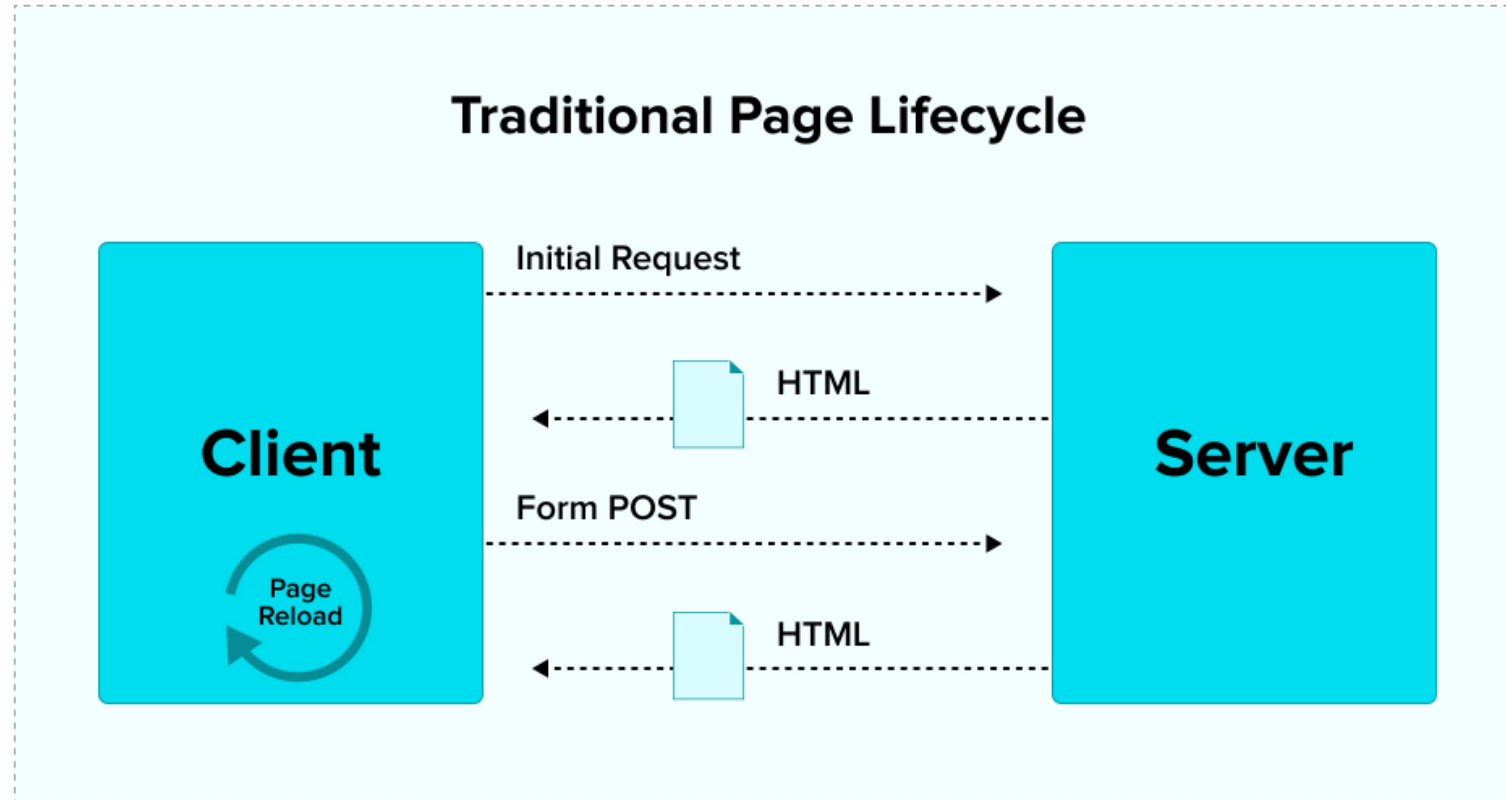 Traditional Page Lifecycle
Initial Request
HTML
Client
Server
Form POST
Page
Reload
HTML